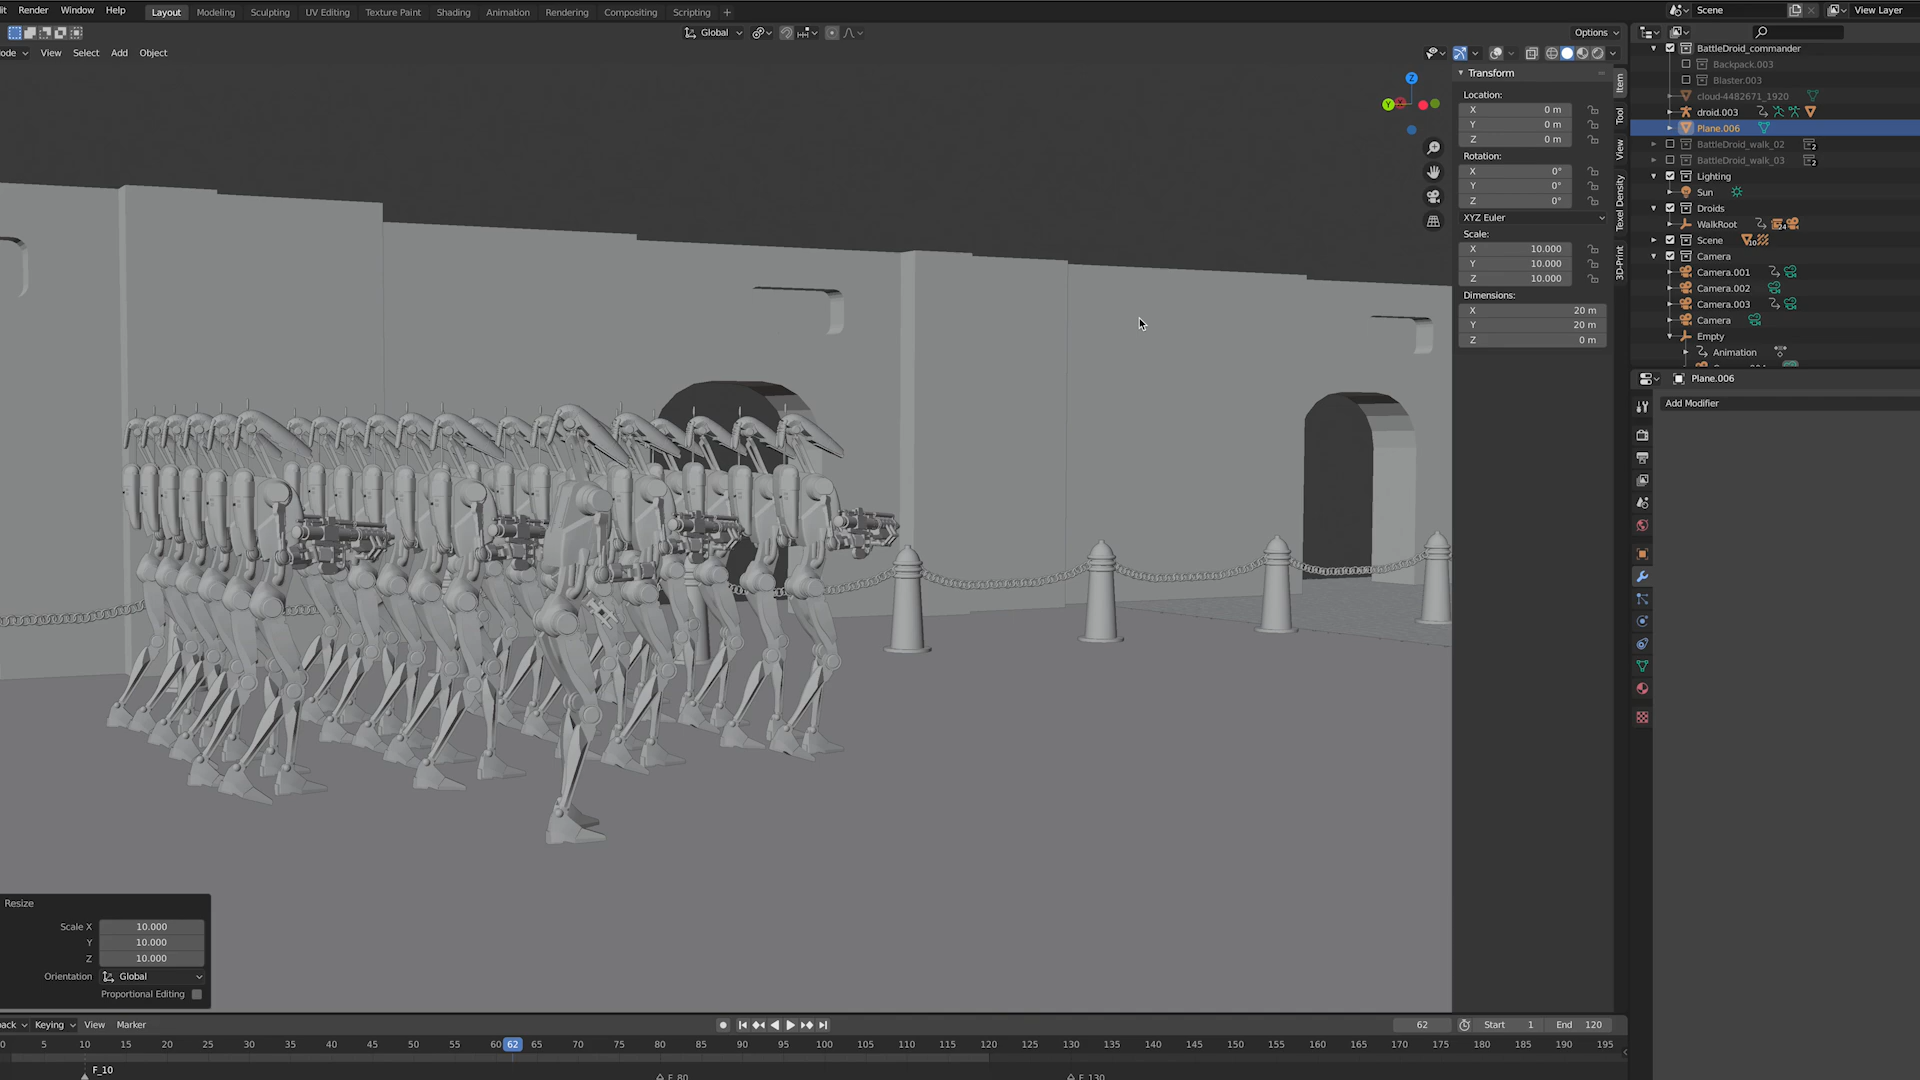 Render Window Help Layout Modeling Sculpting UV Editing Texture Paint Shading Animation Rendering Compositing Scripting + Scene View Layer
Global Options
View Select Add Object
Transform
Location:
X 0 m
Y 0 m
Z 0 m
Rotation:
X 0°
Y 0°
Z 0°
XYZ Euler
Scale:
X 10.000
Y 10.000
Z 10.000
Dimensions:
X 20 m
Y 20 m
Z 0 m
Item
Tool
View
Texel Density
3D-Print
Z
Y
BattleDroid_commander
Backpack.003
Blaster.003
cloud-4482671_1920
droid.003
Plane.006
BattleDroid_walk_02 2
BattleDroid_walk_03 2
Lighting
Sun
Droids
WalkRoot 24
Scene 10
Camera
Camera.001
Camera.002
Camera.003
Camera
Empty
Animation
Plane.006
Add Modifier
Resize
Scale X 10.000
Y 10.000
Z 10.000
Orientation Global
Proportional Editing
Keying View Marker 62 Start 1 End 120
0 5 10 15 20 25 30 35 40 45 50 55 60 62 65 70 75 80 85 90 95 100 105 110 115 120 125 130 135 140 145 150 155 160 165 170 175 180 185 190 195
F_10
F_80 F_130